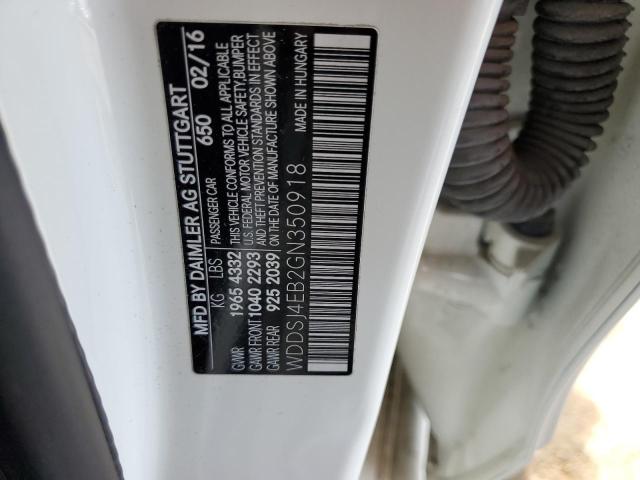 MFD BY DAIMLER AG STUTTGART
650 02/16
KG LBS PASSENGER CAR
GVWR 1965 4332 THIS VEHICLE CONFORMS TO ALL APPLICABLE
GAWR FRONT 1040 2293 U.S. FEDERAL MOTOR VEHICLE SAFETY,BUMPER
GAWR REAR 925 2039 AND THEFT PREVENTION STANDARDS IN EFFECT
ON THE DATE OF MANUFACTURE SHOWN ABOVE
WDDSJ4EB2GN350918 MADE IN HUNGARY